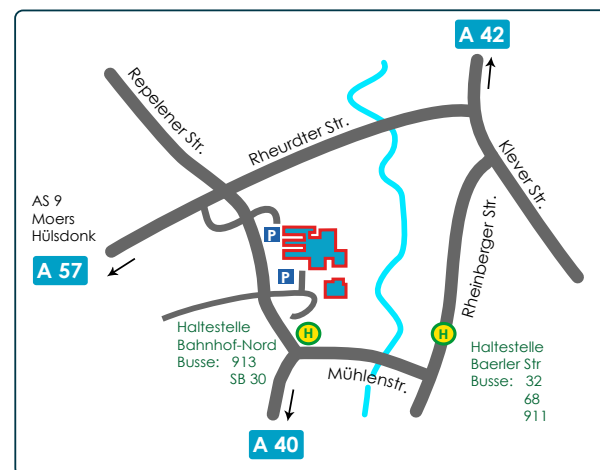 A 42
Repelener Str.
Rheurdter Str.
Klever Str.
AS 9
Moers
Hülsdonk
A 57
P
P
Rheinberger Str.
Haltestelle
Bahnhof-Nord
Busse: 913
SB 30
H
H
Haltestelle
Baerler Str
Busse: 32
68
911
Mühlenstr.
A 40